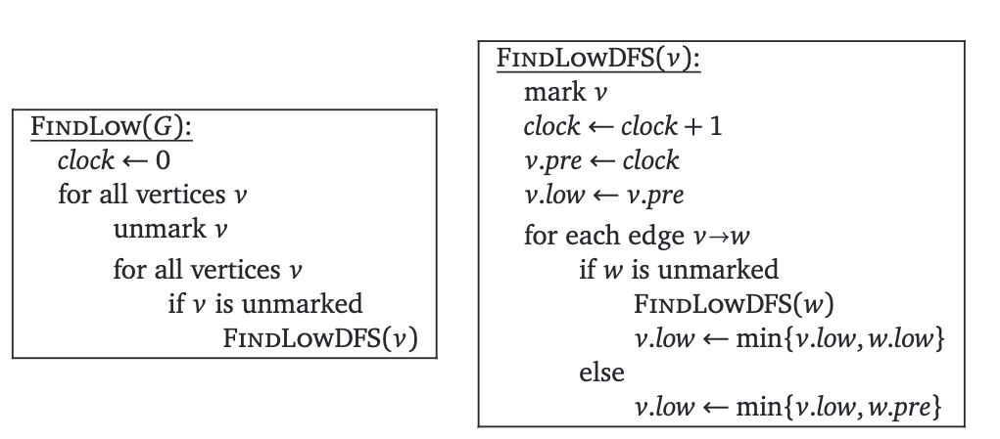 FINDLOW(G):
clock ← 0
for all vertices v
unmark v
for all vertices v
if v is unmarked
FINDLOWDFS(v)
FINDLOWDFS(v):
mark v
clock ← clock + 1
v.pre ← clock
v.low ← v.pre
for each edge v→w
if w is unmarked
FINDLOWDFS(w)
v.low ← min{v.low, w.low}
else
v.low ← min{v.low, w.pre}